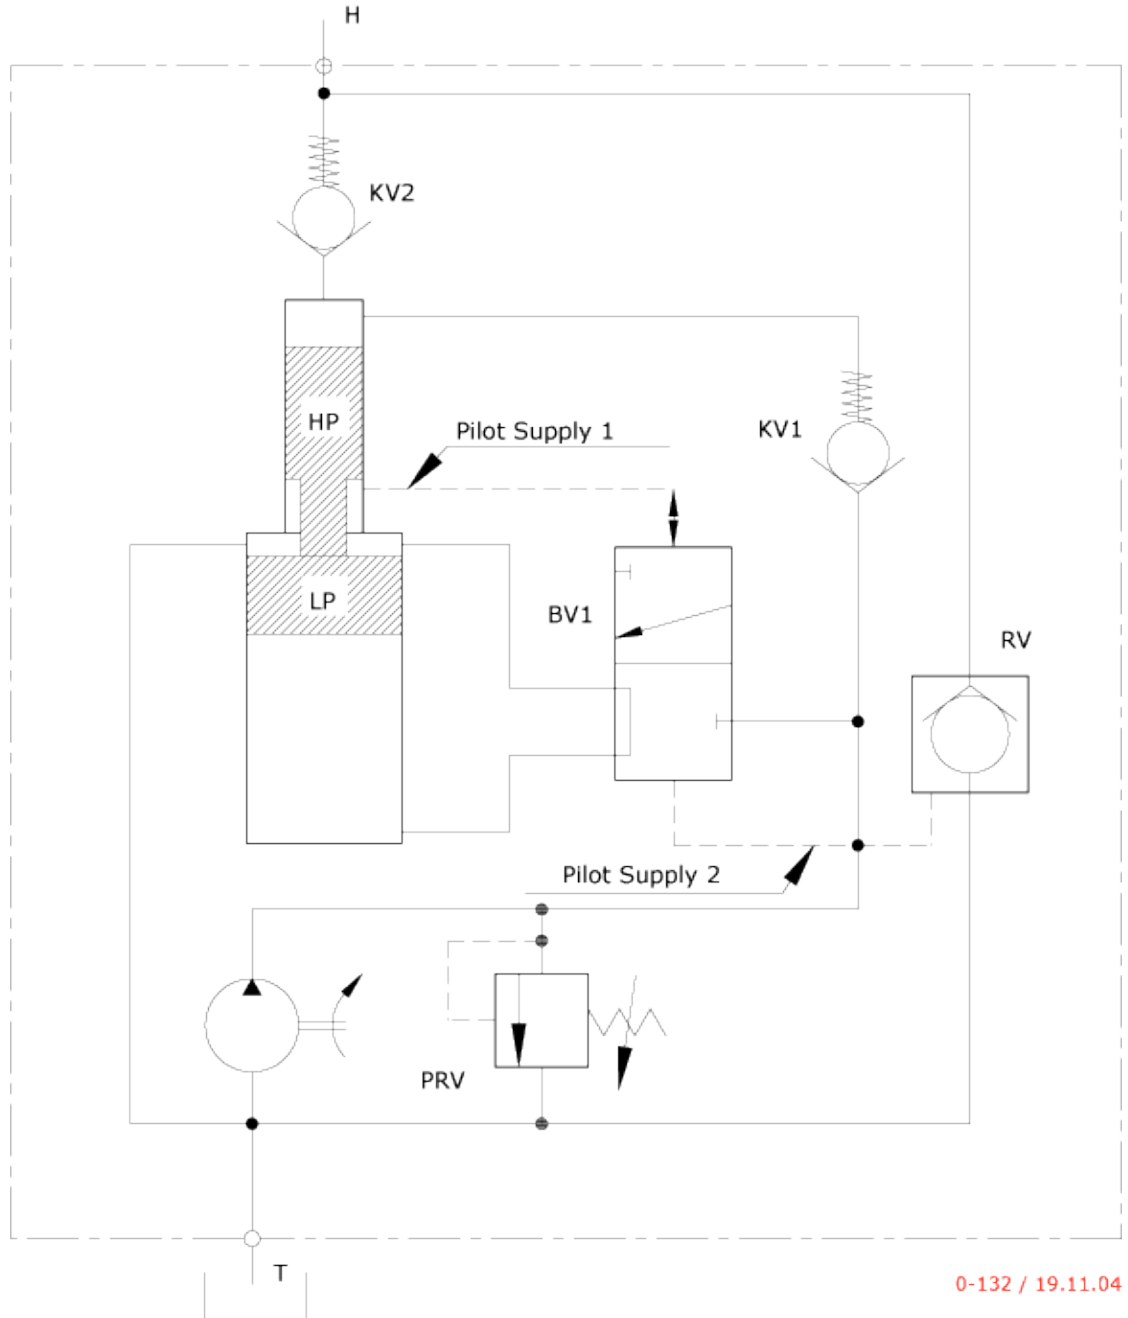 H
KV2
HP
Pilot Supply 1
KV1
LP
BV1
RV
Pilot Supply 2
PRV
T
0-132 / 19.11.04